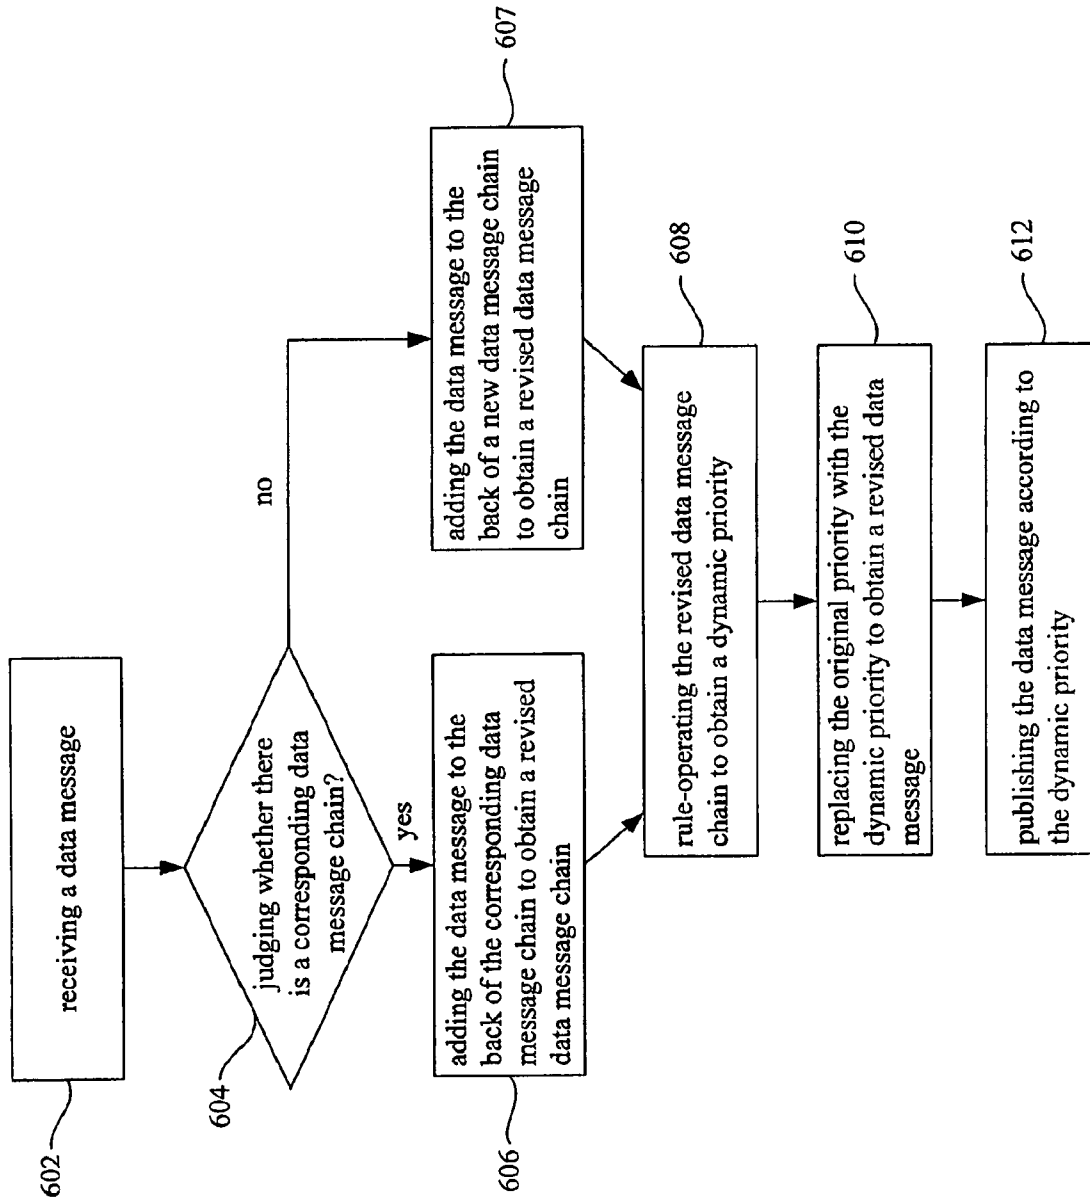 602
receiving a data message
604
judging whether there
is a corresponding data
message chain?
yes
no
606
adding the data message to the
back of the corresponding data
message chain to obtain a revised
data message chain
607
adding the data message to the
back of a new data message chain
to obtain a revised data message
chain
608
rule-operating the revised data message
chain to obtain a dynamic priority
610
replacing the original priority with the
dynamic priority to obtain a revised data
message
612
publishing the data message according to
the dynamic priority